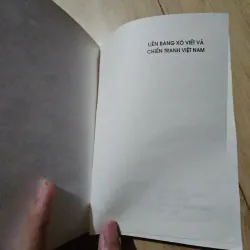 LIÊN BANG XÔ VIẾT VÀ
CHIẾN TRANH VIỆT NAM